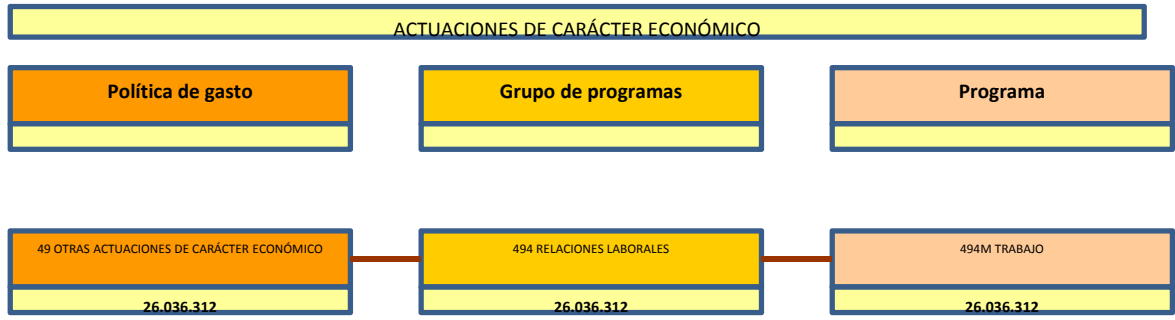 ACTUACIONES DE CARÁCTER ECONÓMICO
Política de gasto
Grupo de programas
Programa
49 OTRAS ACTUACIONES DE CARÁCTER ECONÓMICO
494 RELACIONES LABORALES
494M TRABAJO
26.036.312
26.036.312
26.036.312